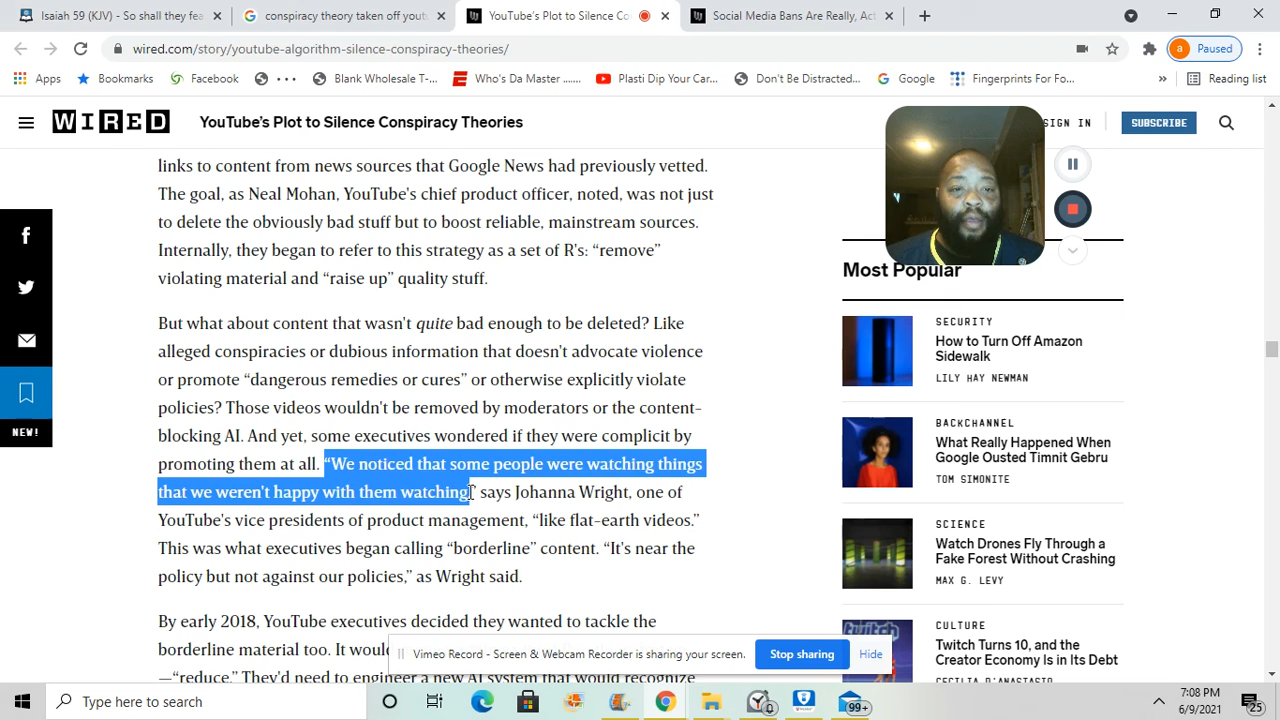 Isaiah 59 (KJV) - So shall they fear
conspiracy theory taken off yout
YouTube's Plot to Silence Co
Social Media Bans Are Really, Act
wired.com/story/youtube-algorithm-silence-conspiracy-theories/
a Paused
Apps
Bookmarks
Facebook
Blank Wholesale T-...
Who's Da Master .......
Plasti Dip Your Car...
Don't Be Distracted...
Google
Fingerprints For Fo...
Reading list
WIRED
YouTube's Plot to Silence Conspiracy Theories
SIGN IN
SUBSCRIBE
links to content from news sources that Google News had previously vetted.
The goal, as Neal Mohan, YouTube's chief product officer, noted, was not just
to delete the obviously bad stuff but to boost reliable, mainstream sources.
Internally, they began to refer to this strategy as a set of R's: “remove”
violating material and “raise up” quality stuff.
But what about content that wasn't quite bad enough to be deleted? Like
alleged conspiracies or dubious information that doesn't advocate violence
or promote “dangerous remedies or cures” or otherwise explicitly violate
policies? Those videos wouldn't be removed by moderators or the content-
blocking AI. And yet, some executives wondered if they were complicit by
promoting them at all. “We noticed that some people were watching things
that we weren't happy with them watching,” says Johanna Wright, one of
YouTube's vice presidents of product management, “like flat-earth videos.”
This was what executives began calling “borderline” content. “It's near the
policy but not against our policies,” as Wright said.
By early 2018, YouTube executives decided they wanted to tackle the
borderline material too. It would
—“reduce.” They'd need to engineer a new AI system that would recognize
NEW!
Most Popular
SECURITY
How to Turn Off Amazon
Sidewalk
LILY HAY NEWMAN
BACKCHANNEL
What Really Happened When
Google Ousted Timnit Gebru
TOM SIMONITE
SCIENCE
Watch Drones Fly Through a
Fake Forest Without Crashing
MAX G. LEVY
CULTURE
Twitch Turns 10, and the
Creator Economy Is in Its Debt
CECILIA D'ANASTASIO
Vimeo Record - Screen & Webcam Recorder is sharing your screen.
Stop sharing
Hide
Type here to search
99+
7:08 PM
6/9/2021
25